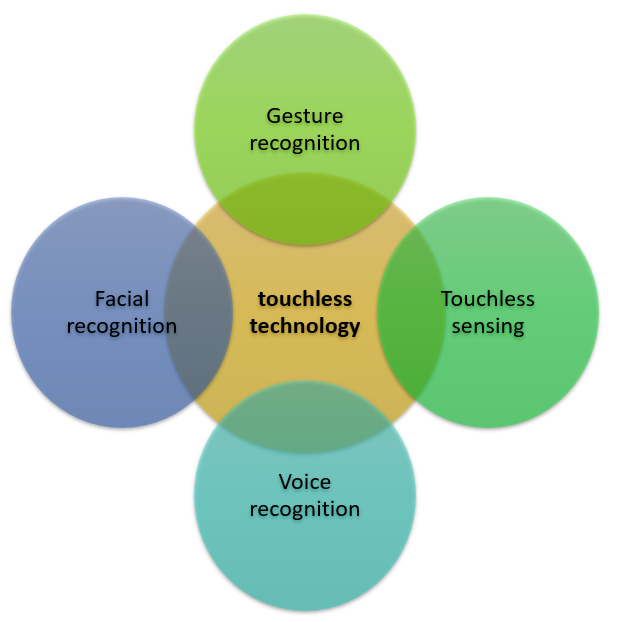 Gesture
recognition
Facial
recognition
touchless
technology
Touchless
sensing
Voice
recognition